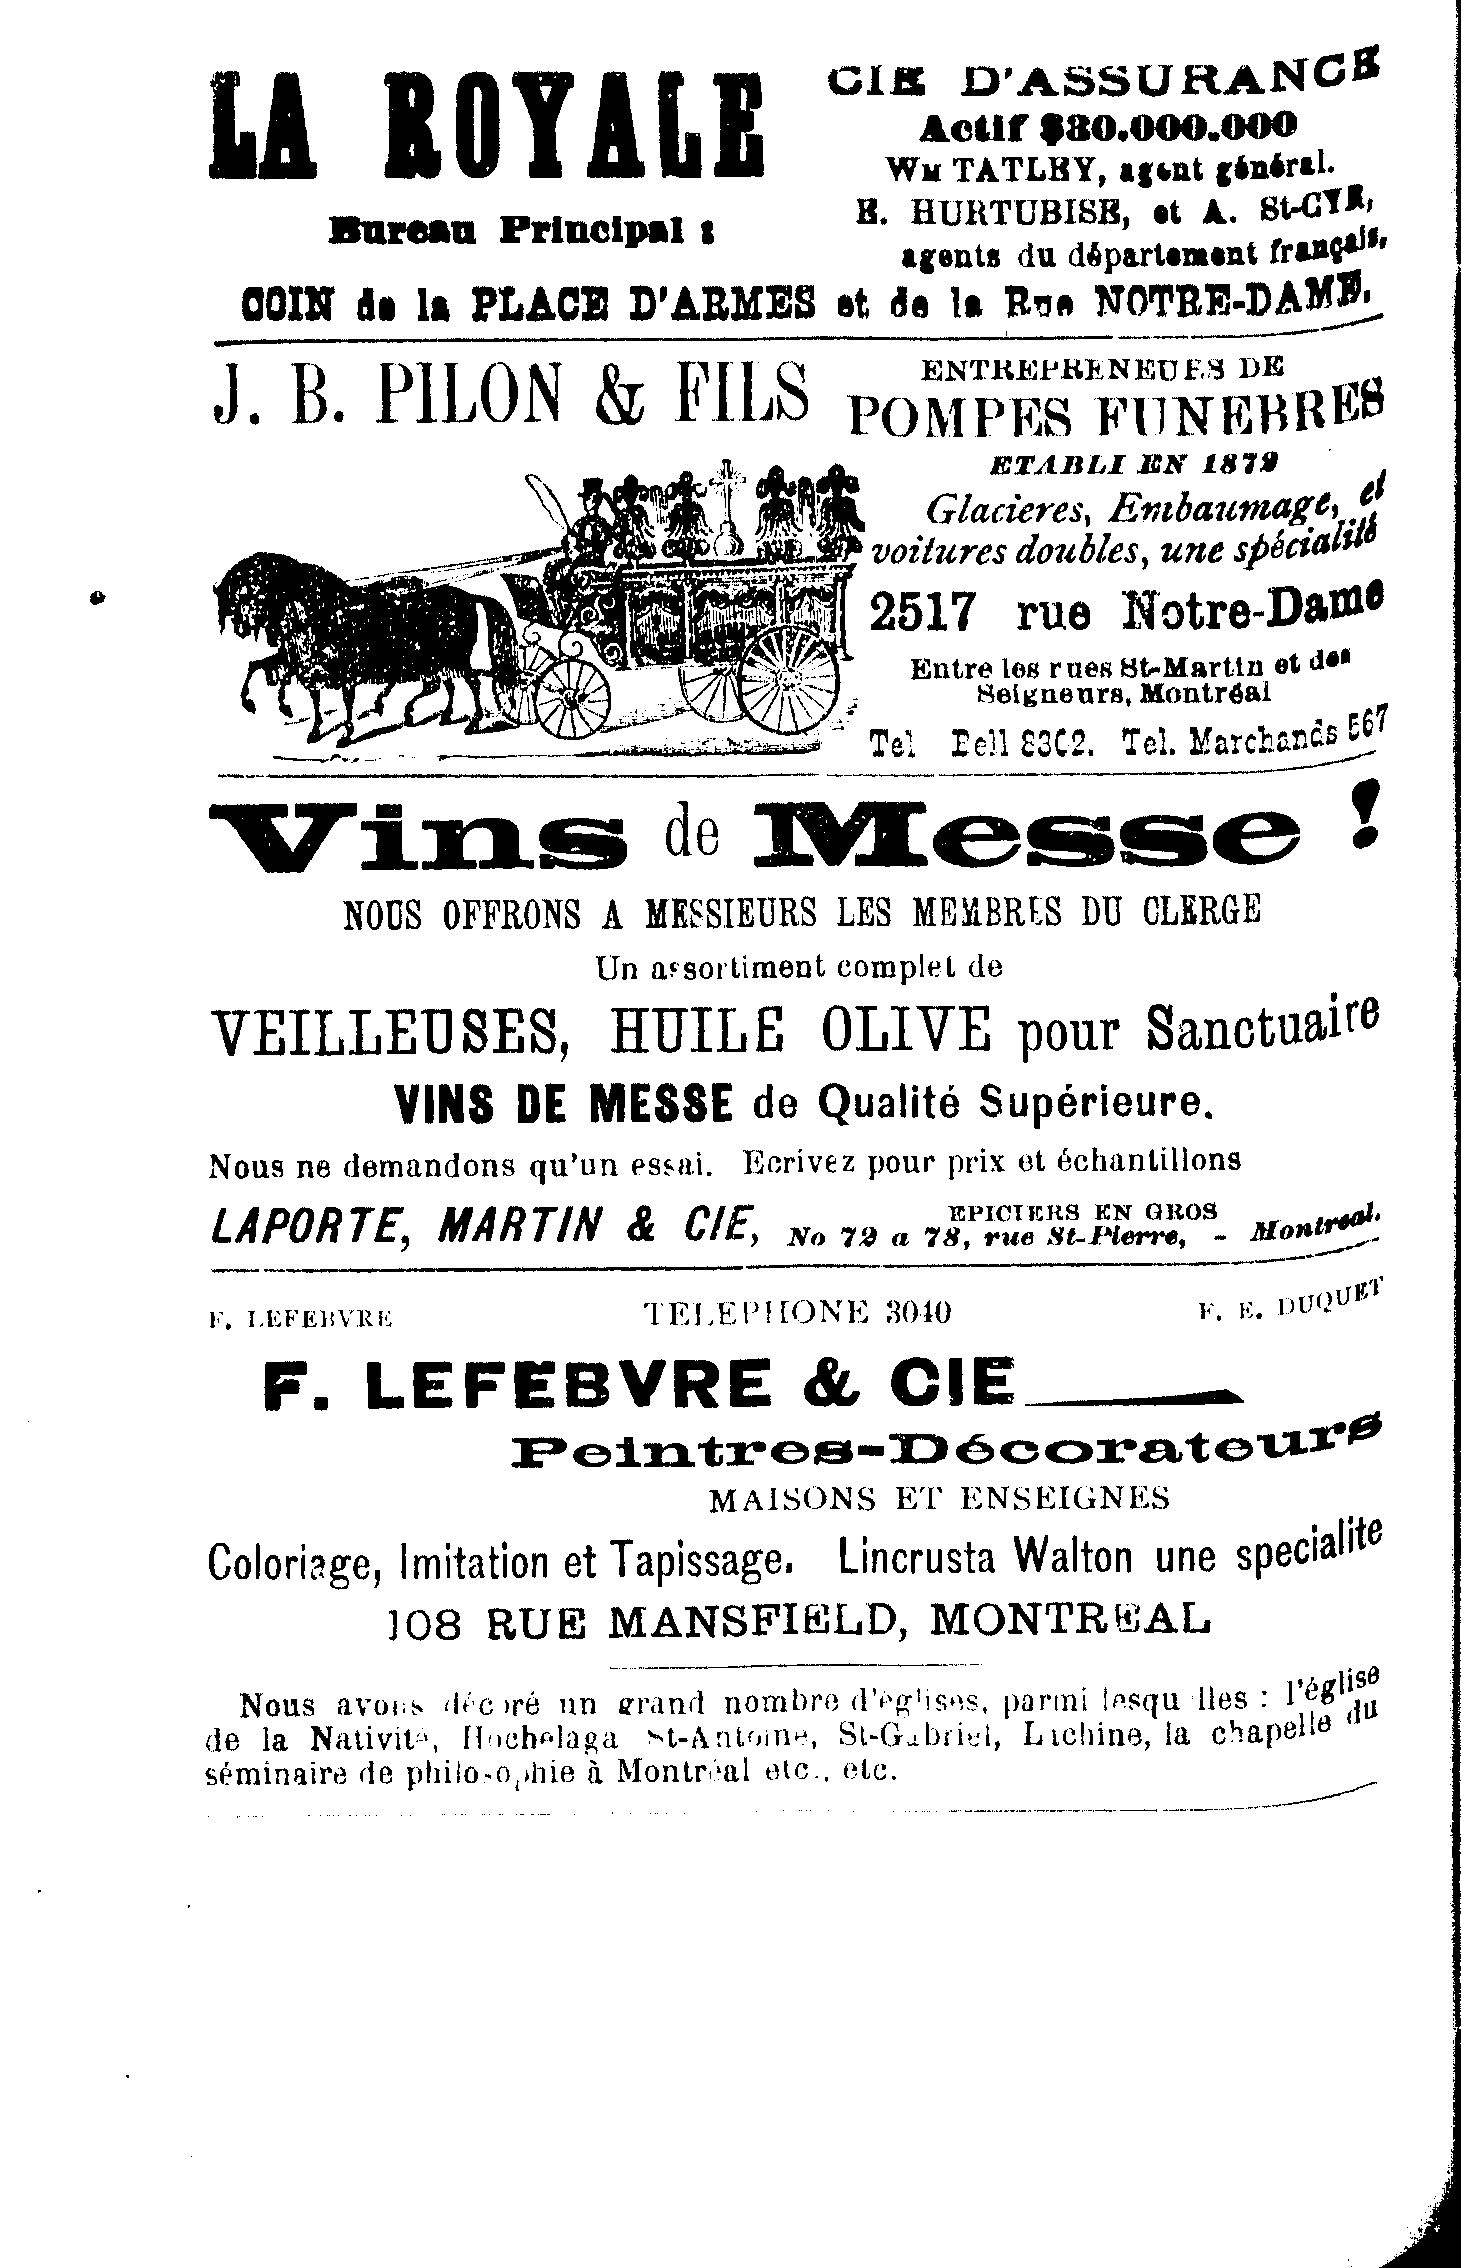 LA ROYALE
CIE D'ASSURANCE
Actif $80.000.000
WM TATLEY, agent général.
Bureau Principal :
E. HURTUBISE, et A. St-CYR,
agents du département français,
COIN de la PLACE D'ARMES et de la Rue NOTRE-DAME.
J. B. PILON & FILS
ENTREPRENEURS DE
POMPES FUNEBRES
ETABLI EN 1879
Glacieres, Embaumage, et
voitures doubles, une spécialité
2517 rue Notre-Dame
Entre les rues St-Martin et des
Seigneurs, Montréal
Tel Bell 8302. Tel. Marchands 567
Vins de Messe !
NOUS OFFRONS A MESSIEURS LES MEMBRES DU CLERGE
Un assortiment complet de
VEILLEUSES, HUILE OLIVE pour Sanctuaire
VINS DE MESSE de Qualité Supérieure.
Nous ne demandons qu'un essai. Ecrivez pour prix et échantillons
LAPORTE, MARTIN & CIE, EPICIERS EN GROS
No 72 a 78, rue St-Pierre, - Montreal.
F. LEFEBVRE TELEPHONE 3040 F. E. DUQUET
F. LEFEBVRE & CIE
Peintres-Décorateurs
MAISONS ET ENSEIGNES
Coloriage, Imitation et Tapissage. Lincrusta Walton une specialite
108 RUE MANSFIELD, MONTREAL
Nous avons décoré un grand nombre d'églises, parmi lesquelles : l'église
de la Nativité, Hochelaga St-Antoine, St-Gabriel, Lachine, la chapelle du
séminaire de philosophie à Montréal etc., etc.